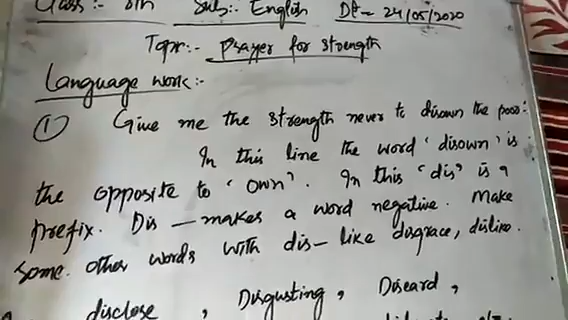 Class:- 8th Sub:- English Dt- 24/05/2020
Topic:- Prayer for strength
Language work:-
① Give me the strength never to disown the poor:
In this line the word 'disown' is
the opposite to 'own'. In this 'dis' is a
prefix. Dis — makes a word negative. Make
Some other words with dis- like disgrace, dislike.
disclose, Disgusting, Discard,